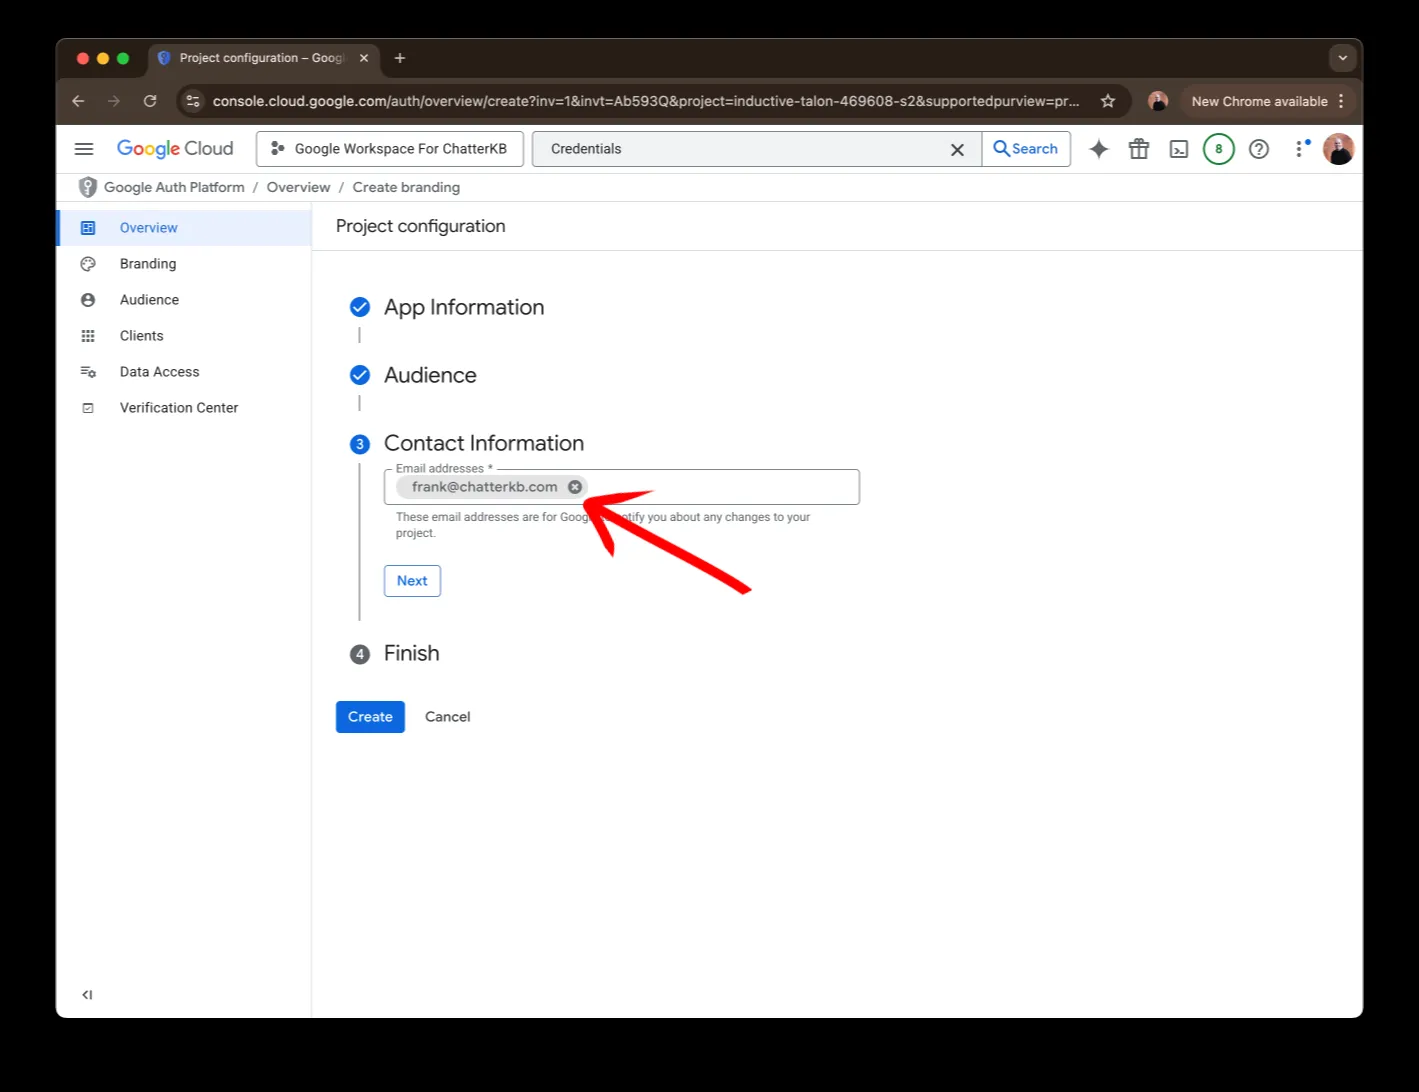 Project configuration – Goog
console.cloud.google.com/auth/overview/create?inv=1&invt=Ab593Q&project=inductive-talon-469608-s2&supportedpurview=pr...
New Chrome available
Google Cloud
Google Workspace For ChatterKB
Credentials
Search
8
Google Auth Platform / Overview / Create branding
Overview
Branding
Audience
Clients
Data Access
Verification Center
Project configuration
App Information
Audience
3 Contact Information
Email addresses *
frank@chatterkb.com
These email addresses are for Goog notify you about any changes to your
project.
Next
4 Finish
Create
Cancel